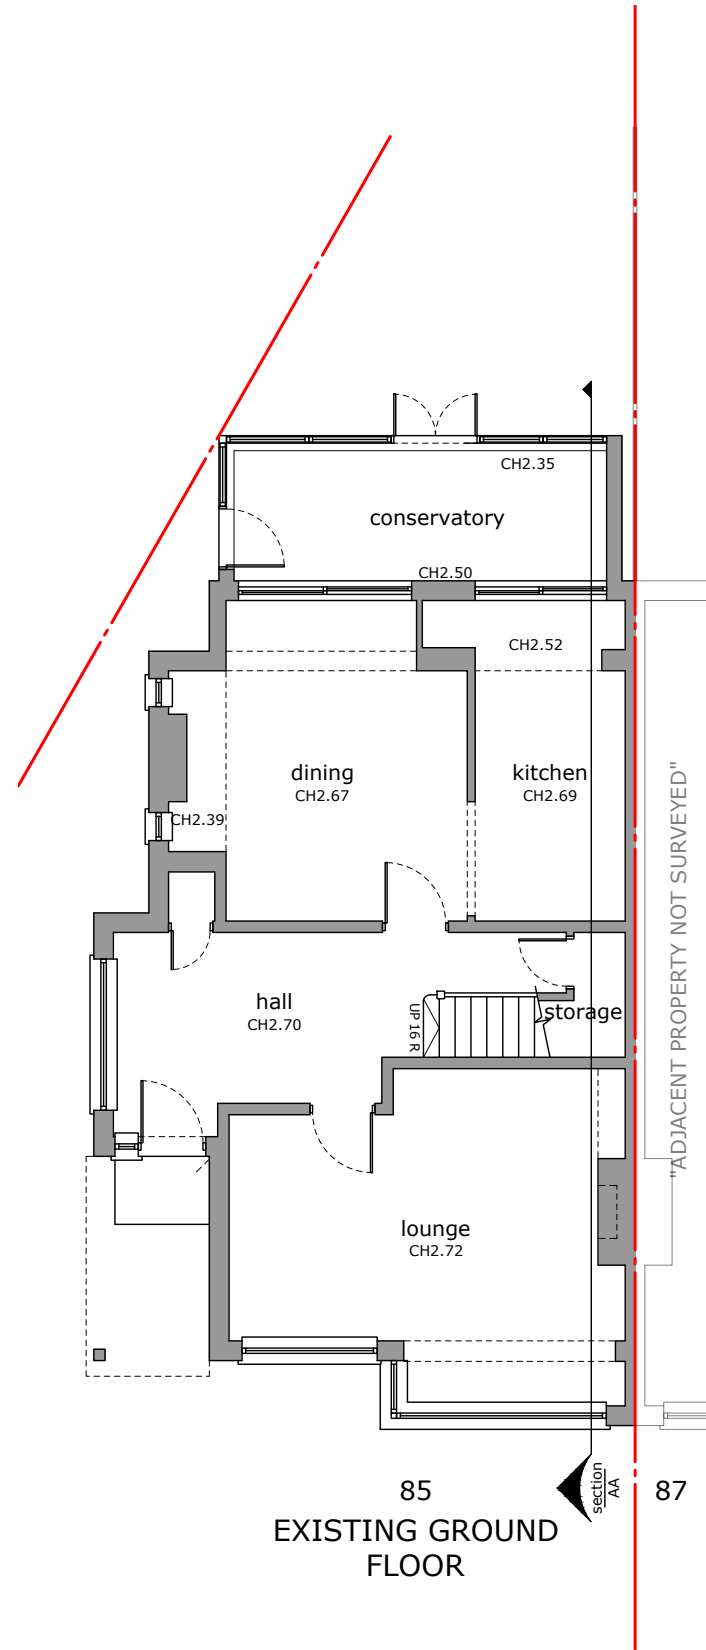 CH2.35
conservatory
CH2.50
CH2.52
dining
CH2.67
kitchen
CH2.69
CH2.39
"ADJACENT PROPERTY NOT SURVEYED"
hall
CH2.70
UP 16 R
storage
lounge
CH2.72
section
AA
85
87
EXISTING GROUND
FLOOR